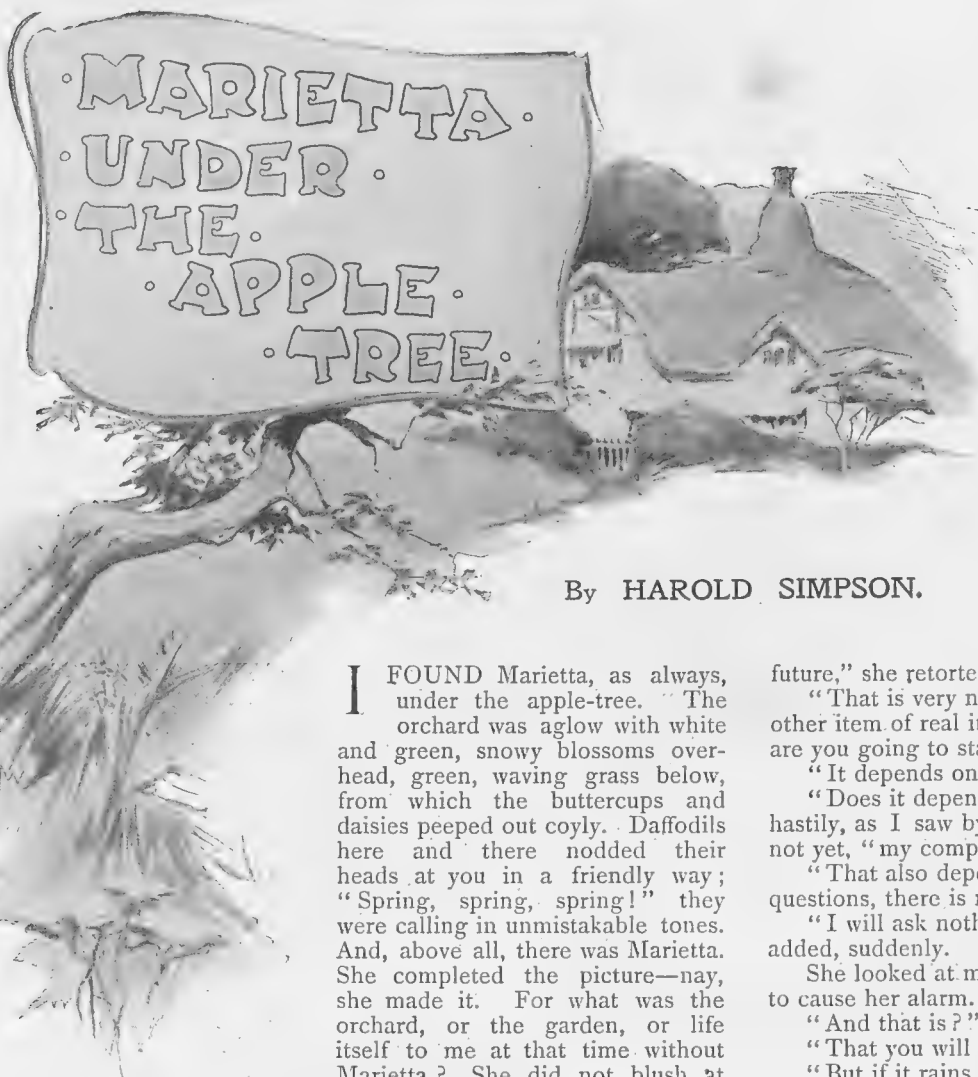 MARIETTA
UNDER
THE
APPLE
TREE
By HAROLD SIMPSON.
I FOUND Marietta, as always,
under the apple-tree. The
orchard was aglow with white
and green, snowy blossoms over-
head, green, waving grass below,
from which the buttercups and
daisies peeped out coyly. Daffodils
here and there nodded their
heads at you in a friendly way;
"Spring, spring, spring!" they
were calling in unmistakable tones.
And, above all, there was Marietta.
She completed the picture—nay,
she made it. For what was the
orchard, or the garden, or life
itself to me at that time without
Marietta? She did not blush at
future," she retorte
"That is very n
other item of real i
are you going to sta
"It depends on
"Does it depen
hastily, as I saw by
not yet, "my comp
"That also depe
questions, there is
"I will ask noth
added, suddenly.
She looked at m
to cause her alarm.
"And that is?"
"That you will
"But if it rains